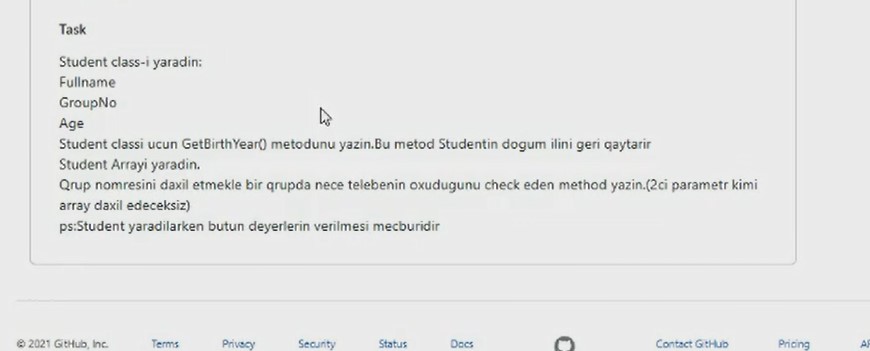 Task
Student class-i yaradin:
Fullname
GroupNo
Age
Student classi ucun GetBirthYear() metodunu yazin.Bu metod Studentin dogum ilini geri qaytarir
Student Arrayi yaradin.
Qrup nomresini daxil etmekle bir qrupda nece telebenin oxudugunu check eden method yazin.(2ci parametr kimi
array daxil edeceksiz)
ps:Student yaradilarken butun deyerlerin verilmesi mecburidir
© 2021 GitHub, Inc. Terms Privacy Security Status Docs Contact GitHub Pricing